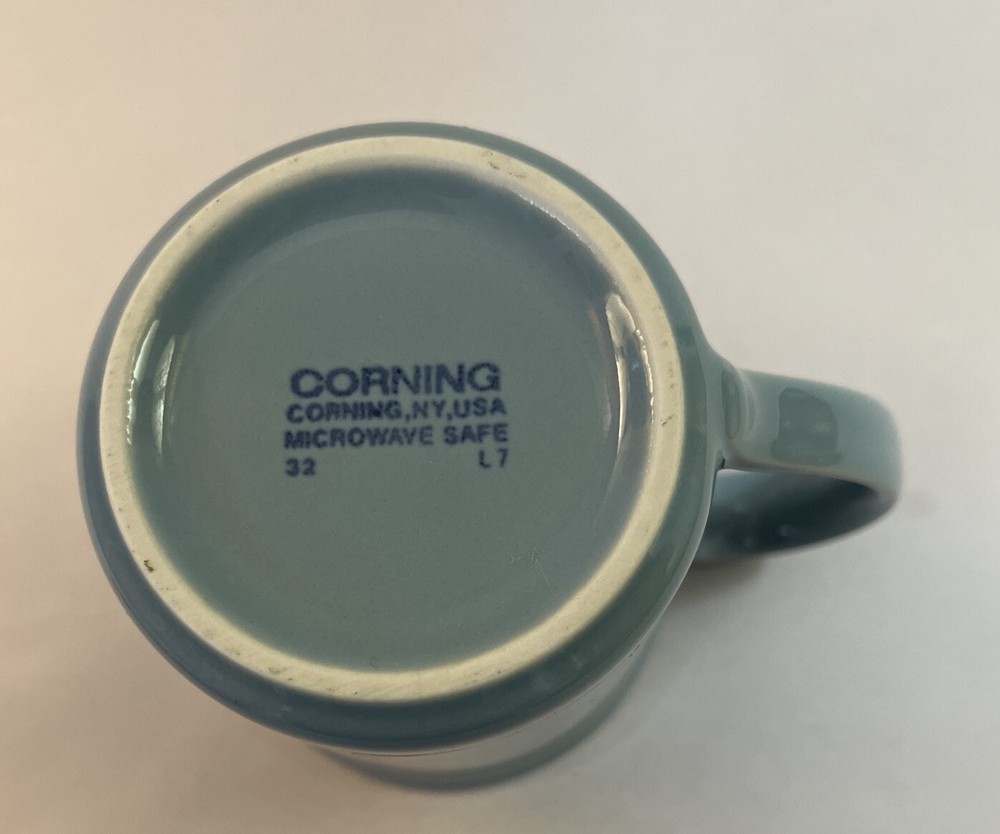 CORNING
CORNING,NY,USA
MICROWAVE SAFE
32 L7